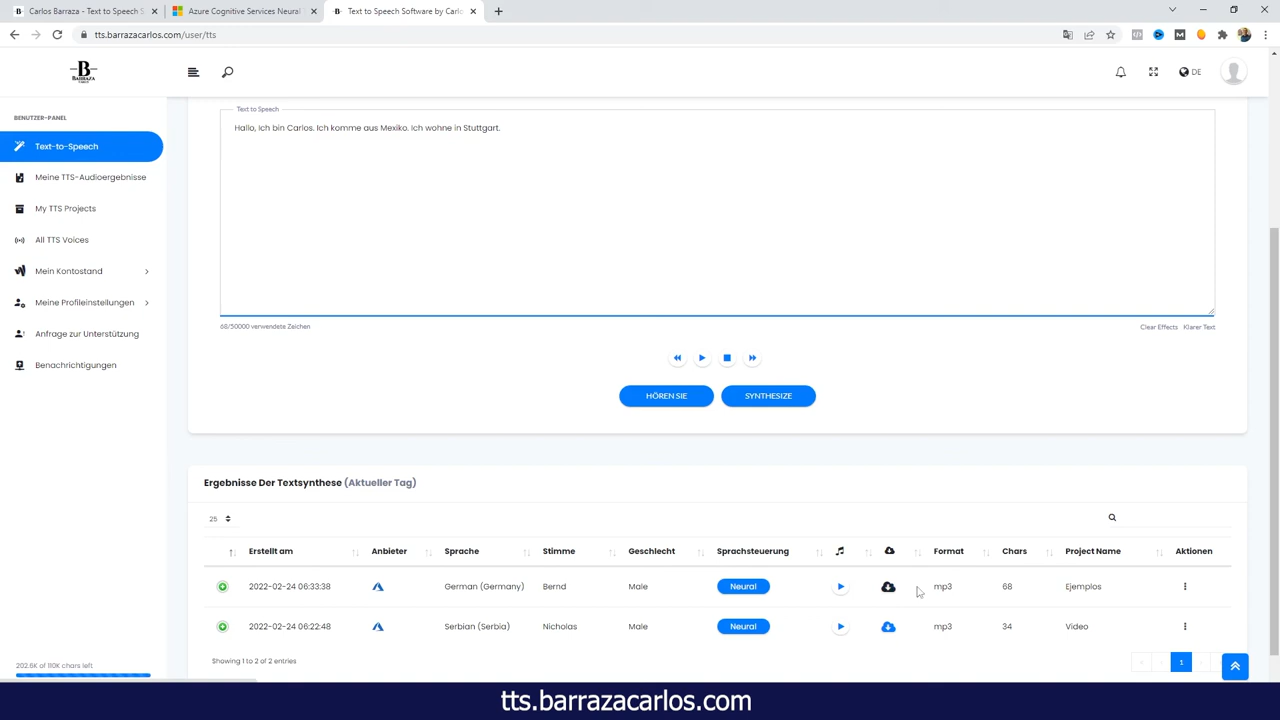 Carlos Barraza - Text to Speech S
Azure Cognitive Services Neural
Text to Speech Software by Carlo
tts.barrazacarlos.com/user/tts
B
BARRAZA
CARLOS
DE
BENUTZER-PANEL
Text-to-Speech
Meine TTS-Audioergebnisse
My TTS Projects
All TTS Voices
Mein Kontostand
Meine Profileinstellungen
Anfrage zur Unterstützung
Benachrichtigungen
202.6K of 110K chars left
Text to Speech
Hallo, ich bin Carlos. Ich komme aus Mexiko. Ich wohne in Stuttgart.
68/50000 verwendete Zeichen
Clear Effects Klarer Text
HÖREN SIE SYNTHESIZE
Ergebnisse Der Textsynthese (Aktueller Tag)
25
Erstellt am Anbieter Sprache Stimme Geschlecht Sprachsteuerung Format Chars Project Name Aktionen
2022-02-24 06:33:38 German (Germany) Bernd Male Neural mp3 68 Ejemplos
2022-02-24 06:22:48 Serbian (Serbia) Nicholas Male Neural mp3 34 Video
Showing 1 to 2 of 2 entries
1
tts.barrazacarlos.com